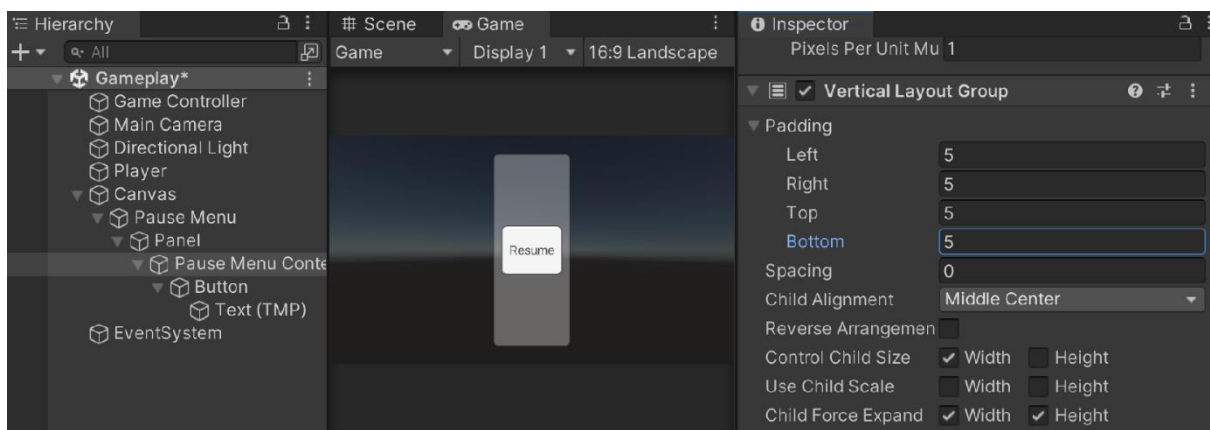 Hierarchy
All
Gameplay*
Game Controller
Main Camera
Directional Light
Player
Canvas
Pause Menu
Panel
Pause Menu Conte
Button
Text (TMP)
EventSystem
Scene Game
Game Display 1 16:9 Landscape
Resume
Inspector
Pixels Per Unit Mu 1
Vertical Layout Group
Padding
Left 5
Right 5
Top 5
Bottom 5
Spacing 0
Child Alignment Middle Center
Reverse Arrangemen
Control Child Size Width Height
Use Child Scale Width Height
Child Force Expand Width Height